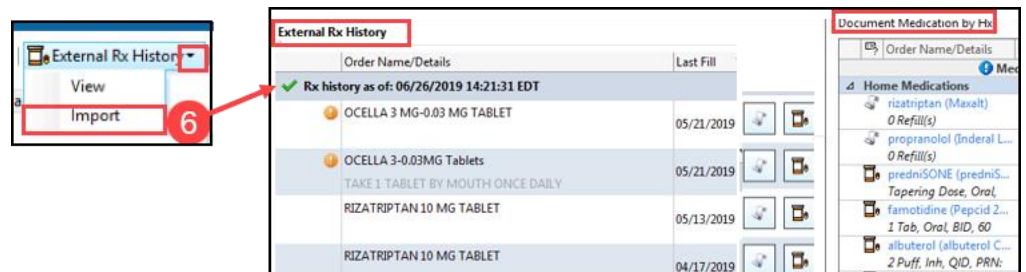 External Rx History
View
Import
6
External Rx History
Order Name/Details
Last Fill
Rx history as of: 06/26/2019 14:21:31 EDT
OCELLA 3 MG-0.03 MG TABLET
05/21/2019
OCELLA 3-0.03MG Tablets
TAKE 1 TABLET BY MOUTH ONCE DAILY
05/21/2019
RIZATRIPTAN 10 MG TABLET
05/13/2019
RIZATRIPTAN 10 MG TABLET
04/17/2019
Document Medication by Hx
Order Name/Details
Med
Home Medications
rizatriptan (Maxalt)
0 Refill(s)
propranolol (Inderal L...
0 Refill(s)
predniSONE (predniS...
Tapering Dose, Oral,
famotidine (Pepcid 2...
1 Tab, Oral, BID, 60
albuterol (albuterol C...
2 Puff, Inh, QID, PRN: